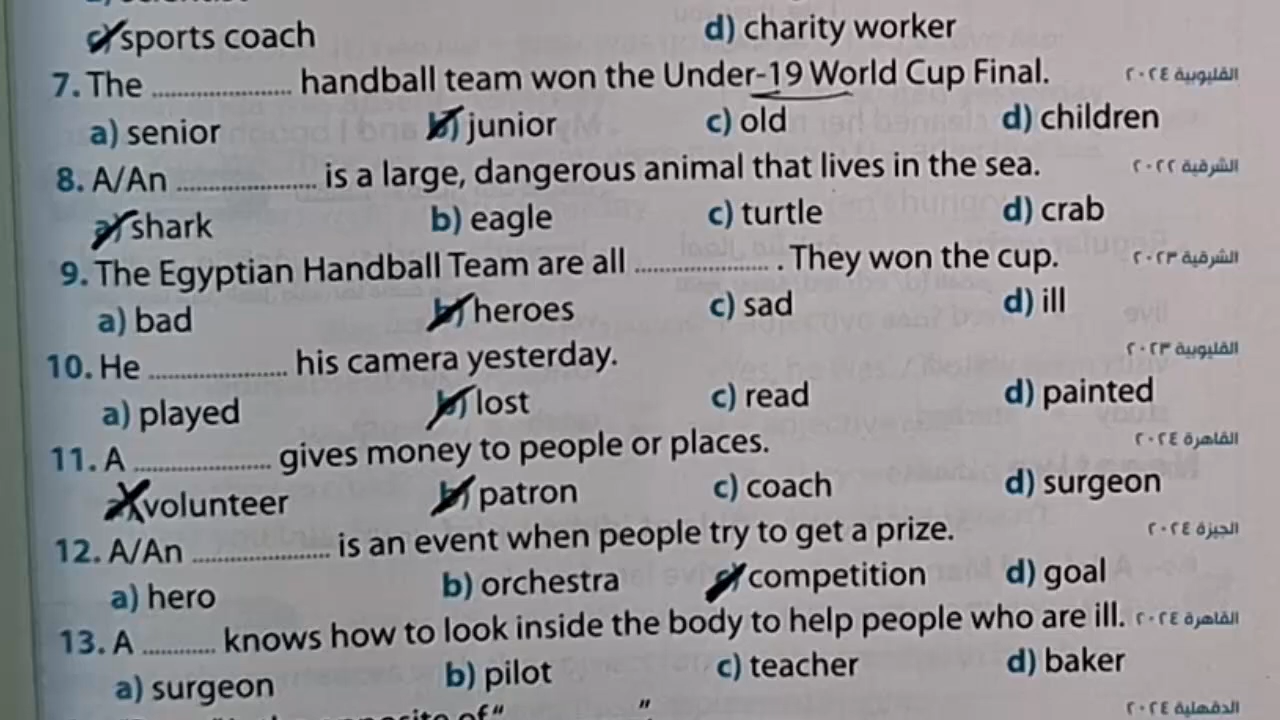 c) sports coach d) charity worker
7. The .................... handball team won the Under-19 World Cup Final. القليوبية ٢٠٢٤
a) senior b) junior c) old d) children
8. A/An .................... is a large, dangerous animal that lives in the sea. الشرقية ٢٠٢٢
a) shark b) eagle c) turtle d) crab
9. The Egyptian Handball Team are all .................... . They won the cup. الشرقية ٢٠٢٣
a) bad b) heroes c) sad d) ill
10. He .................... his camera yesterday. القليوبية ٢٠٢٣
a) played b) lost c) read d) painted
11. A .................... gives money to people or places. القاهرة ٢٠٢٤
a) volunteer b) patron c) coach d) surgeon
12. A/An .................... is an event when people try to get a prize. الجيزة ٢٠٢٤
a) hero b) orchestra c) competition d) goal
13. A ........... knows how to look inside the body to help people who are ill. القاهرة ٢٠٢٤
a) surgeon b) pilot c) teacher d) baker
الدقهلية ٢٠٢٤